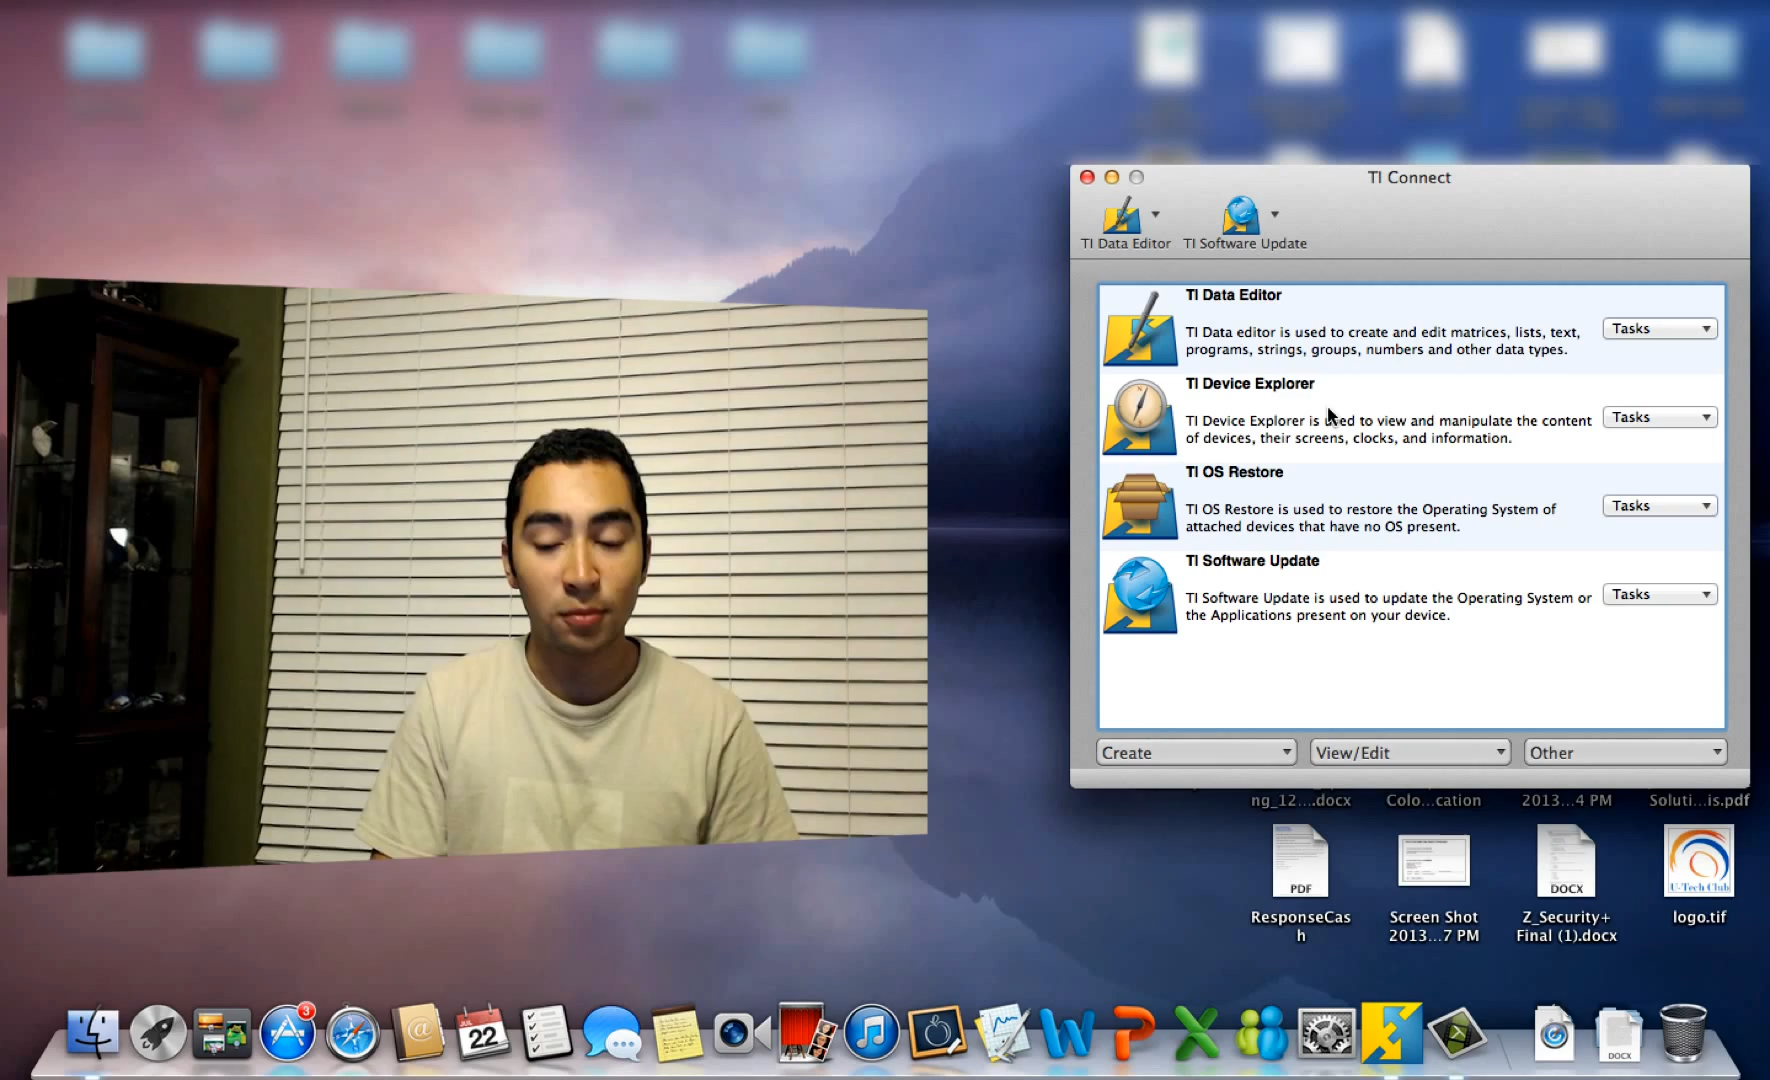 TI Connect
TI Data Editor
TI Software Update
TI Data Editor
TI Data editor is used to create and edit matrices, lists, text,
programs, strings, groups, numbers and other data types.
Tasks
TI Device Explorer
TI Device Explorer is used to view and manipulate the content
of devices, their screens, clocks, and information.
Tasks
TI OS Restore
TI OS Restore is used to restore the Operating System of
attached devices that have no OS present.
Tasks
TI Software Update
TI Software Update is used to update the Operating System or
the Applications present on your device.
Tasks
Create
View/Edit
Other
ng_12...docx
Colo...cation
2013...4 PM
Soluti...is.pdf
PDF
DOCX
U-Tech Club
ResponseCas
h
Screen Shot
2013...7 PM
Z_Security+
Final (1).docx
logo.tif
3
JUL
22
DOCX